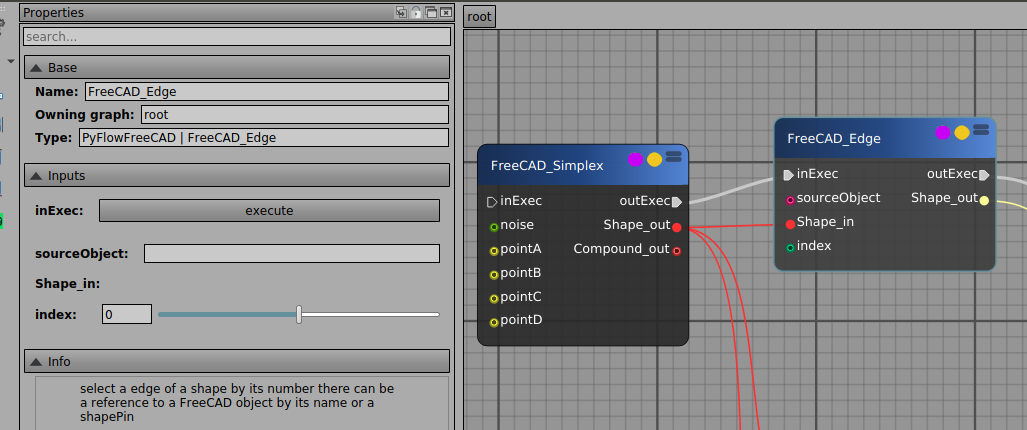 Properties
search...
Base
Name: FreeCAD_Edge
Owning graph: root
Type: PyFlowFreeCAD | FreeCAD_Edge
Inputs
inExec: execute
sourceObject:
Shape_in:
index: 0
Info
select a edge of a shape by its number there can be
a reference to a FreeCAD object by its name or a
shapePin
root
FreeCAD_Simplex
inExec outExec
noise Shape_out
pointA Compound_out
pointB
pointC
pointD
FreeCAD_Edge
inExec outExec
sourceObject Shape_out
Shape_in
index